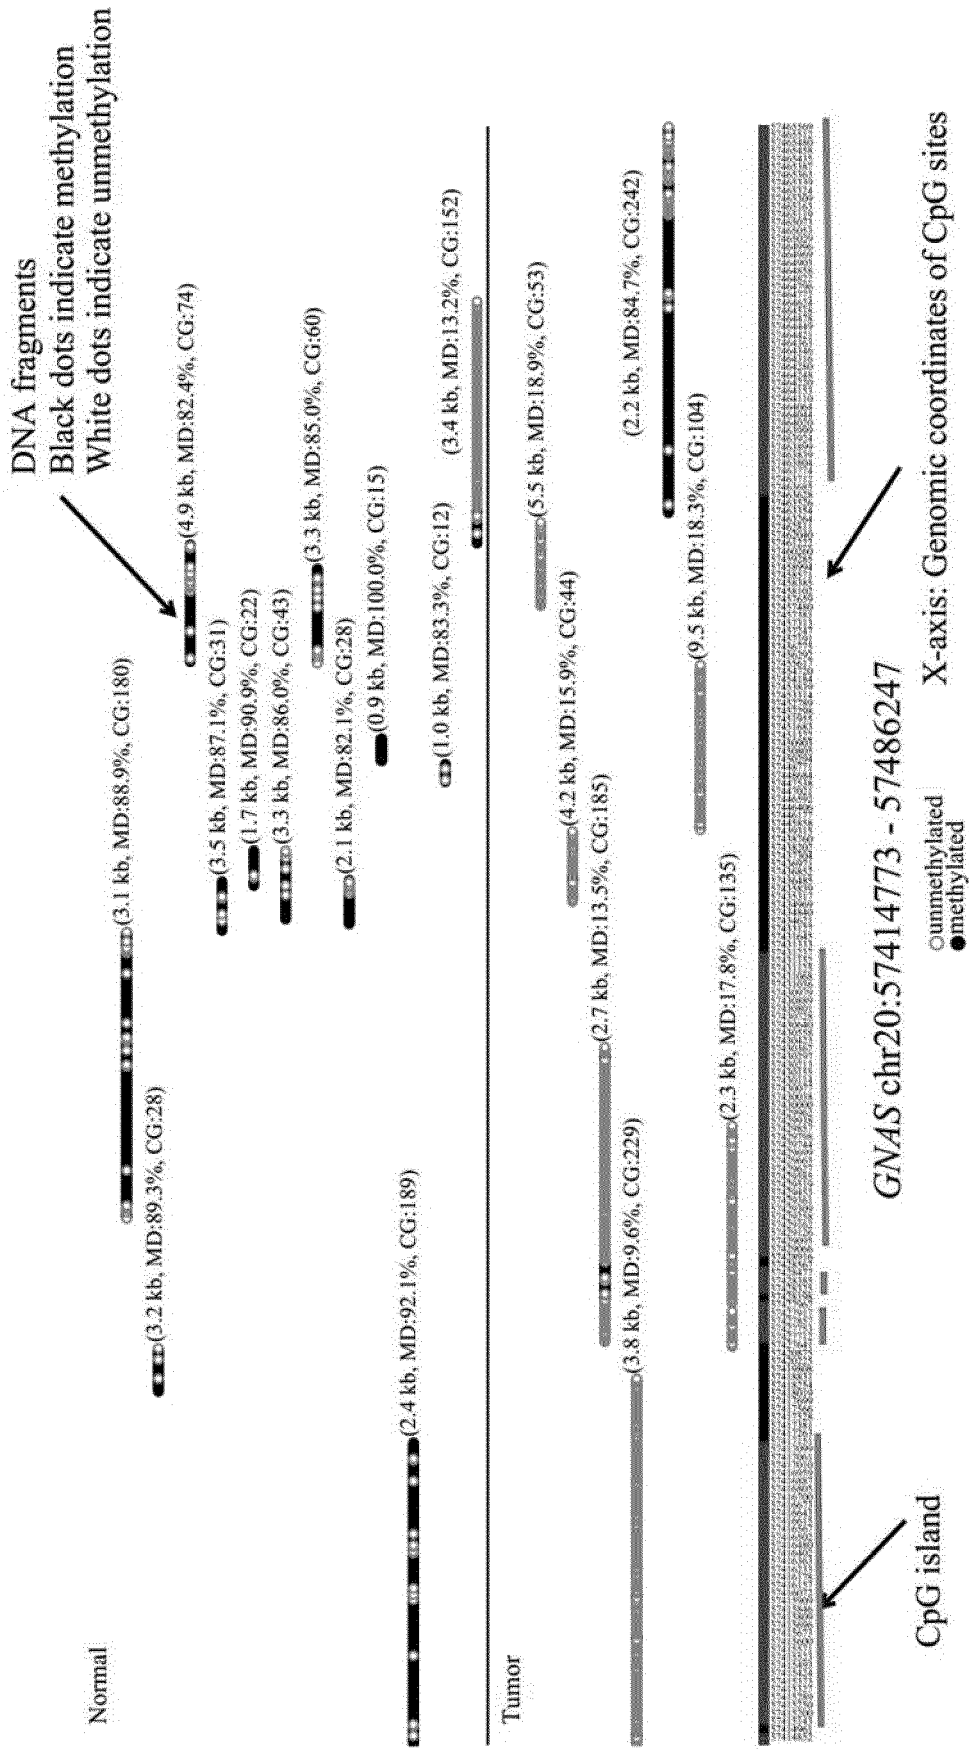 DNA fragments
Black dots indicate methylation
White dots indicate unmethylation
Normal
(3.1 kb, MD:88.9%, CG:180)
(3.2 kb, MD:89.3%, CG:28)
(4.9 kb, MD:82.4%, CG:74)
(3.5 kb, MD:87.1%, CG:31)
(1.7 kb, MD:90.9%, CG:22)
(3.3 kb, MD:86.0%, CG:43)
(3.3 kb, MD:85.0%, CG:60)
(2.1 kb, MD:82.1%, CG:28)
(0.9 kb, MD:100.0%, CG:15)
(2.4 kb, MD:92.1%, CG:189)
(1.0 kb, MD:83.3%, CG:12)
(3.4 kb, MD:13.2%, CG:152)
Tumor
(5.5 kb, MD:18.9%, CG:53)
(4.2 kb, MD:15.9%, CG:44)
(2.7 kb, MD:13.5%, CG:185)
(3.8 kb, MD:9.6%, CG:229)
(2.2 kb, MD:84.7%, CG:242)
(9.5 kb, MD:18.3%, CG:104)
(2.3 kb, MD:17.8%, CG:135)
GNAS chr20:57414773 - 57486247
CpG island
X-axis: Genomic coordinates of CpG sites
unmethylated
methylated